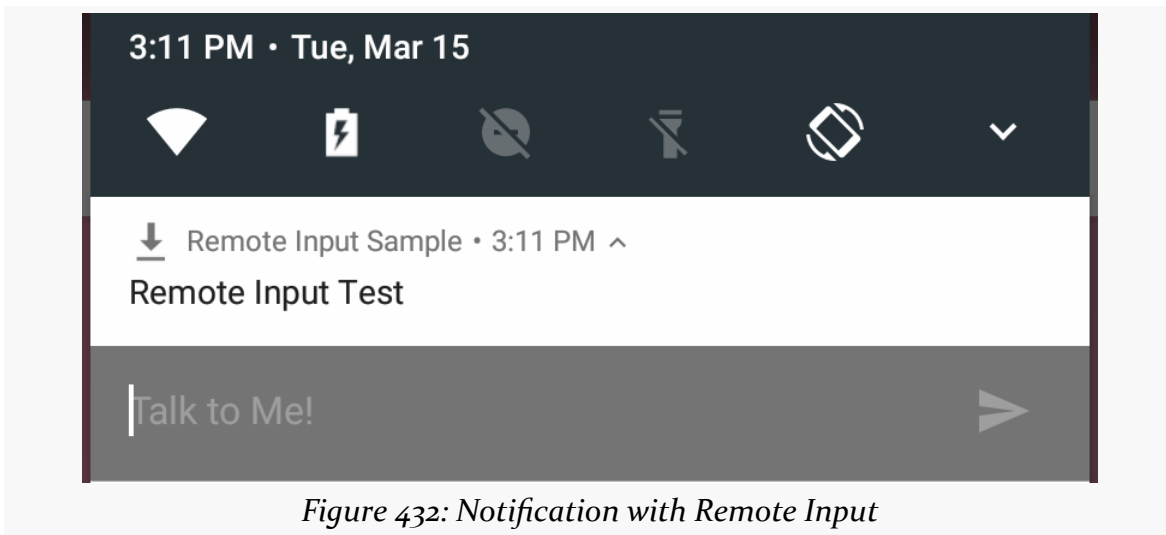 3:11 PM • Tue, Mar 15
Remote Input Sample • 3:11 PM
Remote Input Test
Talk to Me!
Figure 432: Notification with Remote Input